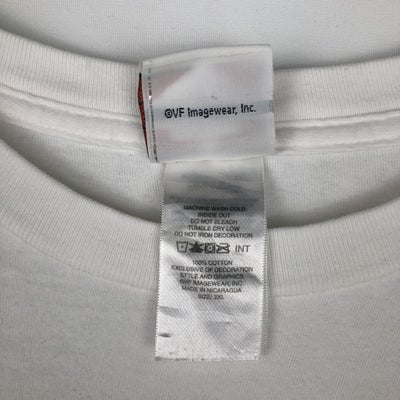 ©VF Imagewear, Inc.
MACHINE WASH COLD
INSIDE OUT
DO NOT BLEACH
TUMBLE DRY LOW
DO NOT IRON DECORATION
INT
100% COTTON
EXCLUSIVE OF DECORATION
STYLE AND GRAPHICS
©VF IMAGEWEAR, INC
MADE IN NICARAGUA
SIZE: 2XL